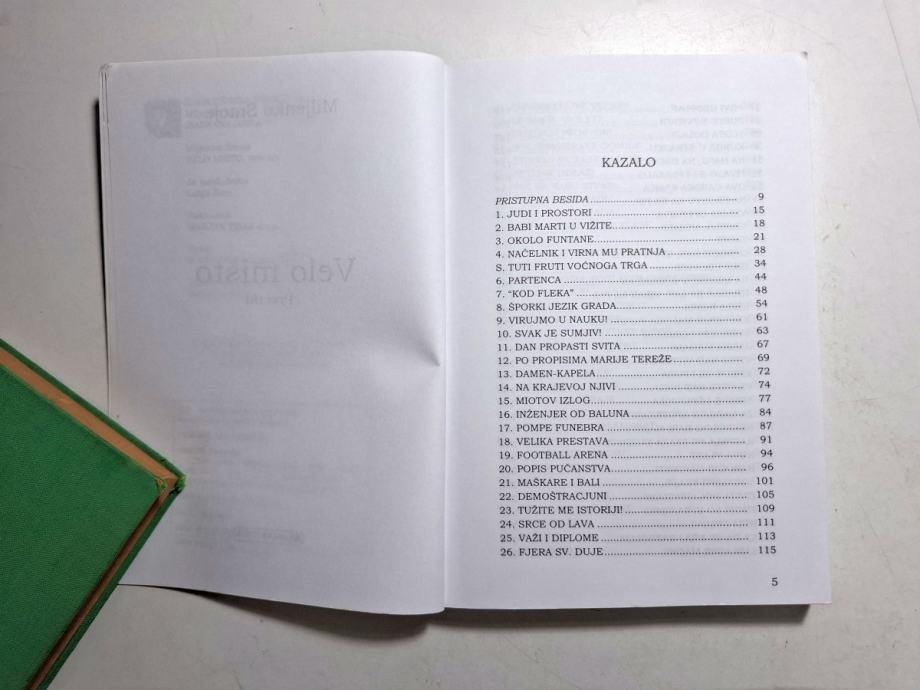 KAZALO
PRISTUPNA BESIDA.......................................... 9
1. JUDI I PROSTORI.......................................... 15
2. BABI MARTI U VIŽITE.................................... 18
3. OKOLO FUNTANE.......................................... 21
4. NAČELNIK I VIRNA MU PRATNJA.................... 28
S. TUTI FRUTI VOĆNOGA TRGA......................... 34
6. PARTENCA.................................................. 44
7. “KOD FLEKA”.............................................. 48
8. ŠPORKI JEZIK GRADA................................... 54
9. VIRUJMO U NAUKU!...................................... 61
10. SVAK JE SUMJIV!........................................ 63
11. DAN PROPASTI SVITA.................................. 67
12. PO PROPISIMA MARIJE TEREŽE................... 69
13. DAMEN-KAPELA.......................................... 72
14. NA KRAJEVOJ NJIVI.................................... 74
15. MIOTOV IZLOG............................................ 77
16. INŽENJER OD BALUNA................................ 84
17. POMPE FUNEBRA........................................ 87
18. VELIKA PRESTAVA...................................... 91
19. FOOTBALL ARENA...................................... 94
20. POPIS PUČANSTVA...................................... 96
21. MAŠKARE I BALI........................................ 101
22. DEMOŠTRACJUNI........................................ 105
23. TUŽITE ME ISTORIJI!.................................. 109
24. SRCE OD LAVA.......................................... 111
25. VAŽI I DIPLOME........................................ 113
26. FJERA SV. DUJE........................................ 115
5
Velo misto